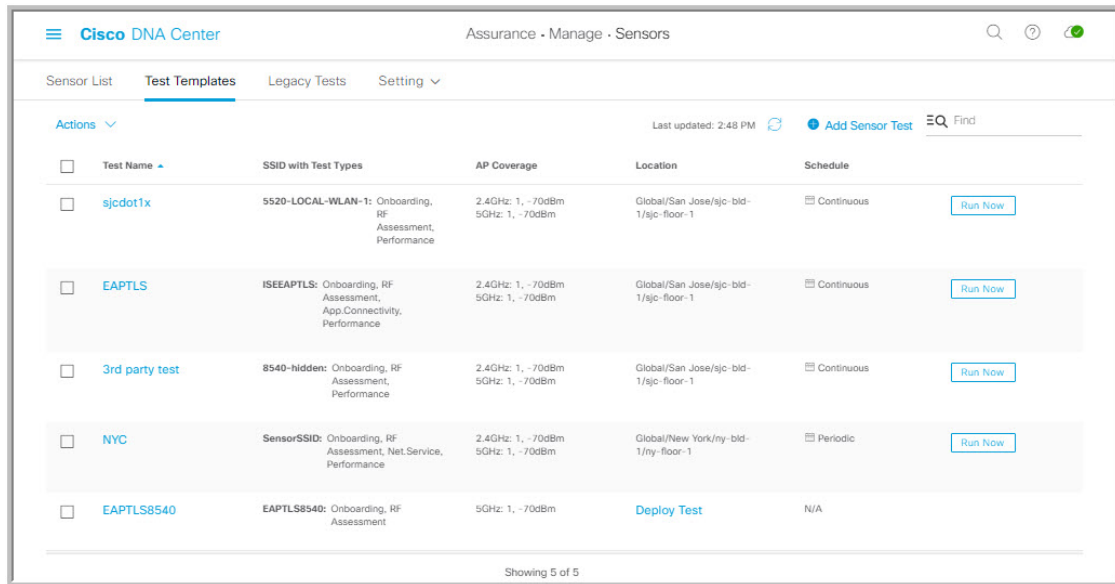 Cisco DNA Center
Assurance · Manage · Sensors
Sensor List Test Templates Legacy Tests Setting
Actions
Last updated: 2:48 PM
Add Sensor Test
Find
Test Name SSID with Test Types AP Coverage Location Schedule
sjcdot1x
5520-LOCAL-WLAN-1: Onboarding,
RF
Assessment,
Performance
2.4GHz: 1, -70dBm
5GHz: 1, -70dBm
Global/San Jose/sjc-bld-
1/sjc-floor-1
Continuous
Run Now
EAPTLS
ISEEAPTLS: Onboarding, RF
Assessment,
App.Connectivity,
Performance
2.4GHz: 1, -70dBm
5GHz: 1, -70dBm
Global/San Jose/sjc-bld-
1/sjc-floor-1
Continuous
Run Now
3rd party test
8540-hidden: Onboarding, RF
Assessment,
Performance
2.4GHz: 1, -70dBm
5GHz: 1, -70dBm
Global/San Jose/sjc-bld-
1/sjc-floor-1
Continuous
Run Now
NYC
SensorSSID: Onboarding, RF
Assessment, Net.Service,
Performance
2.4GHz: 1, -70dBm
5GHz: 1, -70dBm
Global/New York/ny-bld-
1/ny-floor-1
Periodic
Run Now
EAPTLS8540
EAPTLS8540: Onboarding, RF
Assessment
5GHz: 1, -70dBm
Deploy Test
N/A
Showing 5 of 5